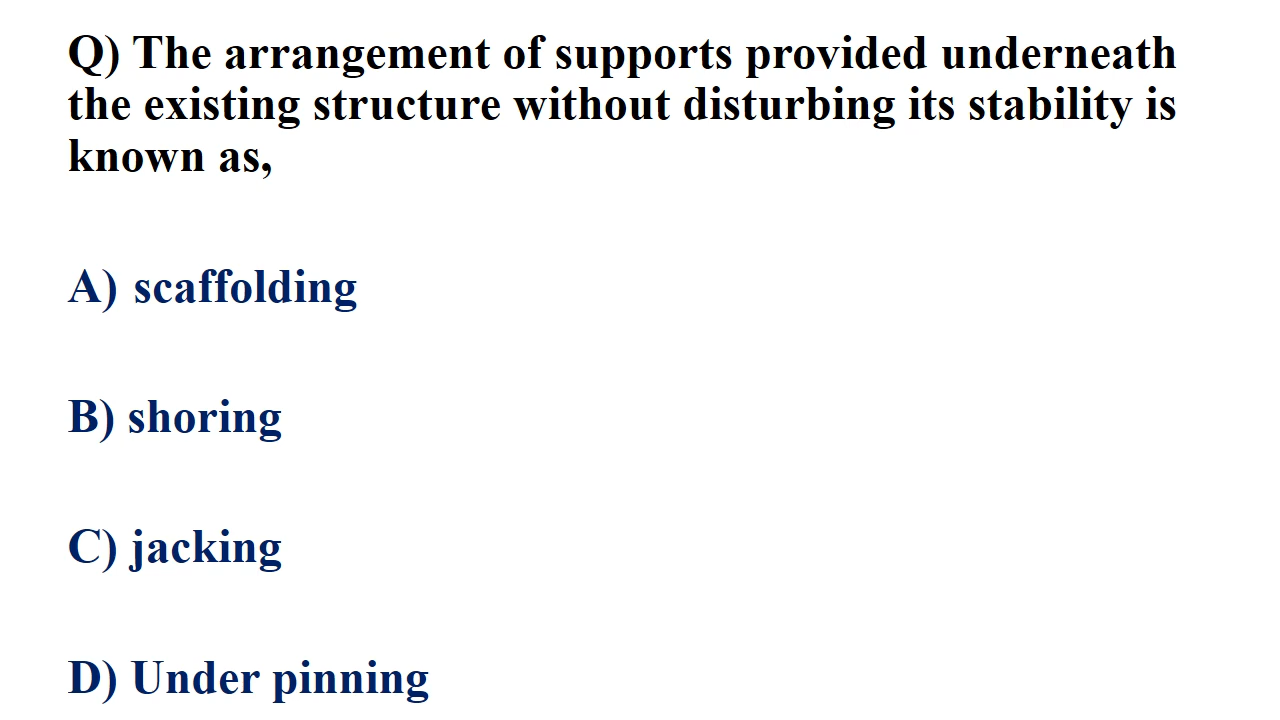 Q) The arrangement of supports provided underneath
the existing structure without disturbing its stability is
known as,
A) scaffolding
B) shoring
C) jacking
D) Under pinning